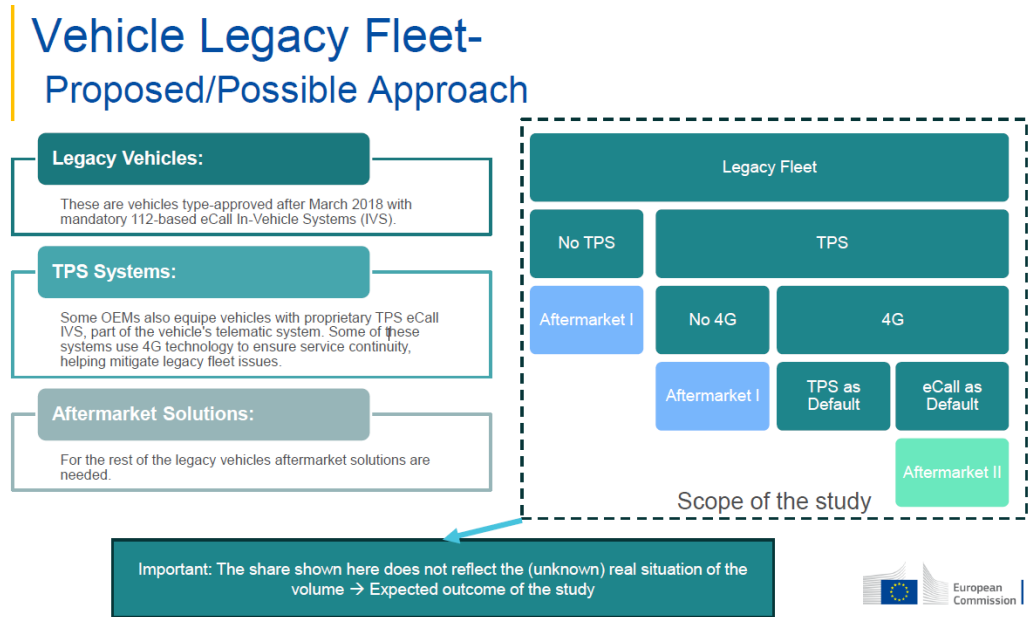 Vehicle Legacy Fleet-
Proposed/Possible Approach
Legacy Vehicles:
These are vehicles type-approved after March 2018 with
mandatory 112-based eCall In-Vehicle Systems (IVS).
TPS Systems:
Some OEMs also equipe vehicles with proprietary TPS eCall
IVS, part of the vehicle's telematic system. Some of these
systems use 4G technology to ensure service continuity,
helping mitigate legacy fleet issues.
Aftermarket Solutions:
For the rest of the legacy vehicles aftermarket solutions are
needed.
Legacy Fleet
No TPS
TPS
Aftermarket I
No 4G
4G
Aftermarket I
TPS as
Default
eCall as
Default
Aftermarket II
Scope of the study
Important: The share shown here does not reflect the (unknown) real situation of the
volume → Expected outcome of the study
European
Commission